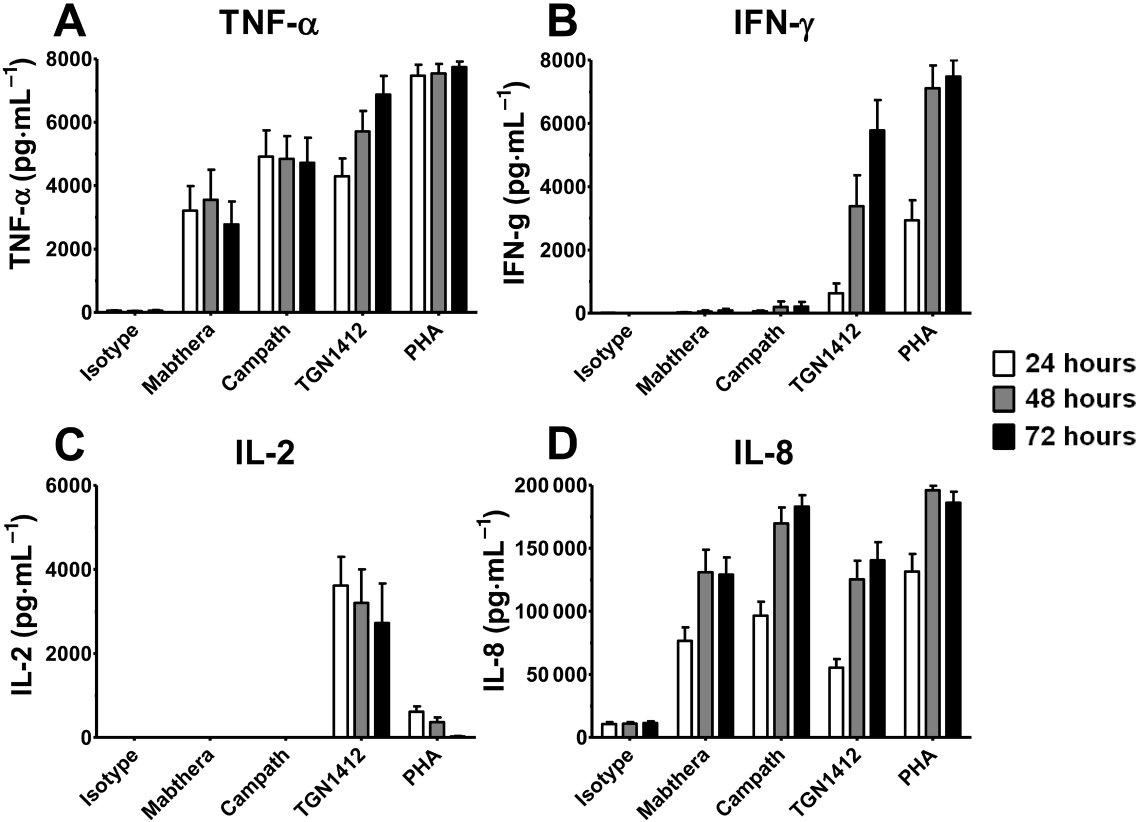 A
TNF-α
TNF-α (pg·mL⁻¹)
8000
6000
4000
2000
0
Isotype
Mabthera
Campath
TGN1412
PHA
B
IFN-γ
IFN-g (pg·mL⁻¹)
8000
6000
4000
2000
0
Isotype
Mabthera
Campath
TGN1412
PHA
24 hours
48 hours
72 hours
C
IL-2
IL-2 (pg·mL⁻¹)
6000
4000
2000
0
Isotype
Mabthera
Campath
TGN1412
PHA
D
IL-8
IL-8 (pg·mL⁻¹)
200 000
150 000
100 000
50 000
0
Isotype
Mabthera
Campath
TGN1412
PHA